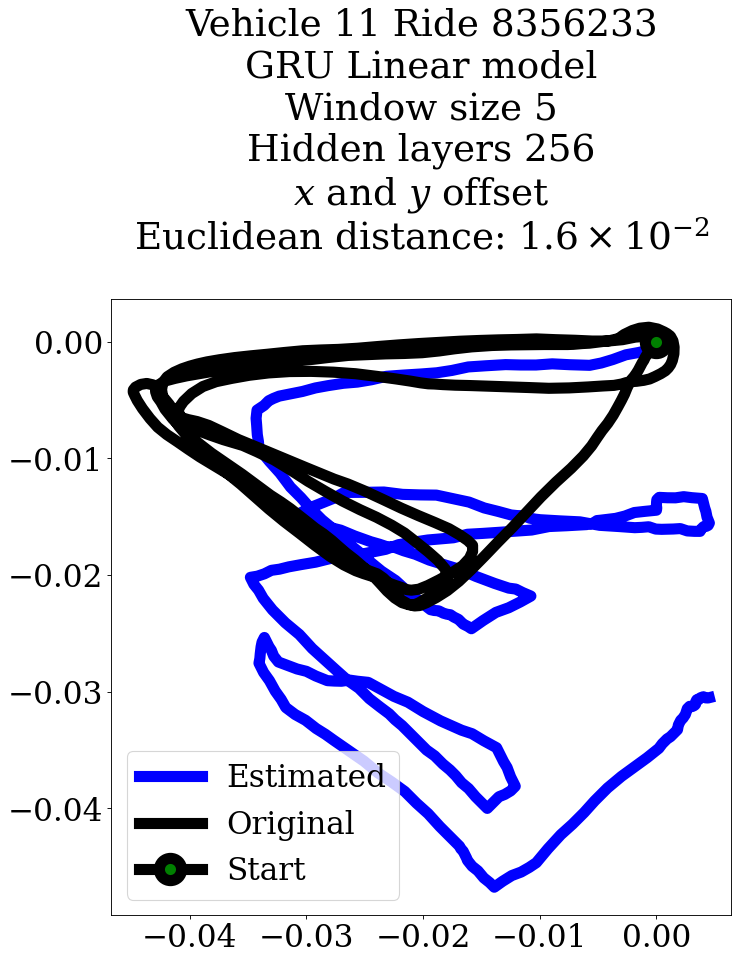 Vehicle 11 Ride 8356233
GRU Linear model
Window size 5
Hidden layers 256
x and y offset
Euclidean distance: 1.6 × 10⁻²
0.00
−0.01
−0.02
−0.03
−0.04
Estimated
Original
Start
−0.04 −0.03 −0.02 −0.01 0.00